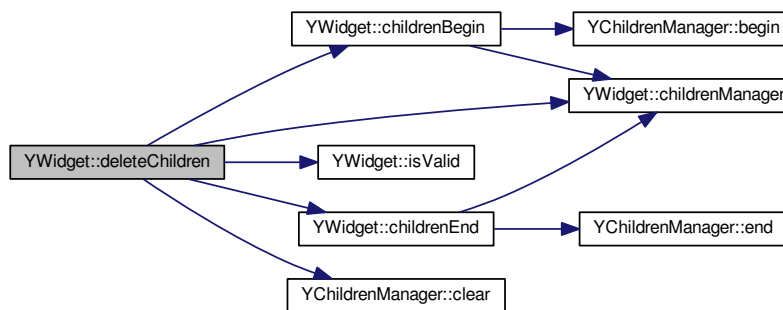 YWidget::childrenBegin
YChildrenManager::begin
YWidget::childrenManager
YWidget::deleteChildren
YWidget::isValid
YWidget::childrenEnd
YChildrenManager::end
YChildrenManager::clear